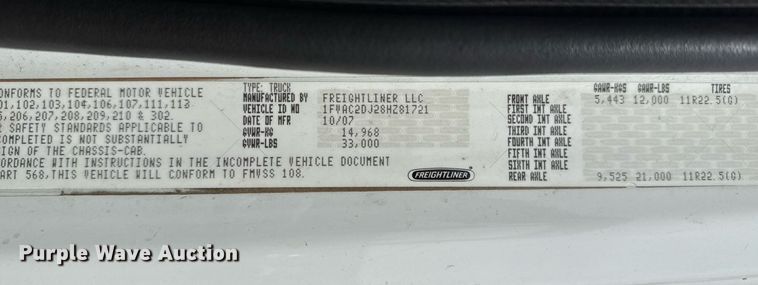 ONFORMS TO FEDERAL MOTOR VEHICLE
01,102,103,104,106,107,111,113
5,206,207,208,209,210 & 302.
SAFETY STANDARDS APPLICABLE TO
COMPLETED IS NOT SUBSTANTIALLY
IGN OF THE CHASSIS-CAB.
CORDANCE WITH INSTRUCTIONS IN THE INCOMPLETE VEHICLE DOCUMENT
ART 568,THIS VEHICLE WILL CONFORM TO FMVSS 108.
TYPE: TRUCK
MANUFACTURED BY FREIGHTLINER LLC
VEHICLE ID NO 1FVAC2DJ28HZ81721
DATE OF MFR 10/07
GVWR-KG 14,968
GVWR-LBS 33,000
FREIGHTLINER
GAWR-KGS GAWR-LBS TIRES
FRONT AXLE 5,443 12,000 11R22.5(G)
FIRST INT AXLE
SECOND INT AXLE
THIRD INT AXLE
FOURTH INT AXLE
FIFTH INT AXLE
SIXTH INT AXLE
REAR AXLE 9,525 21,000 11R22.5(G)
Purple Wave Auction